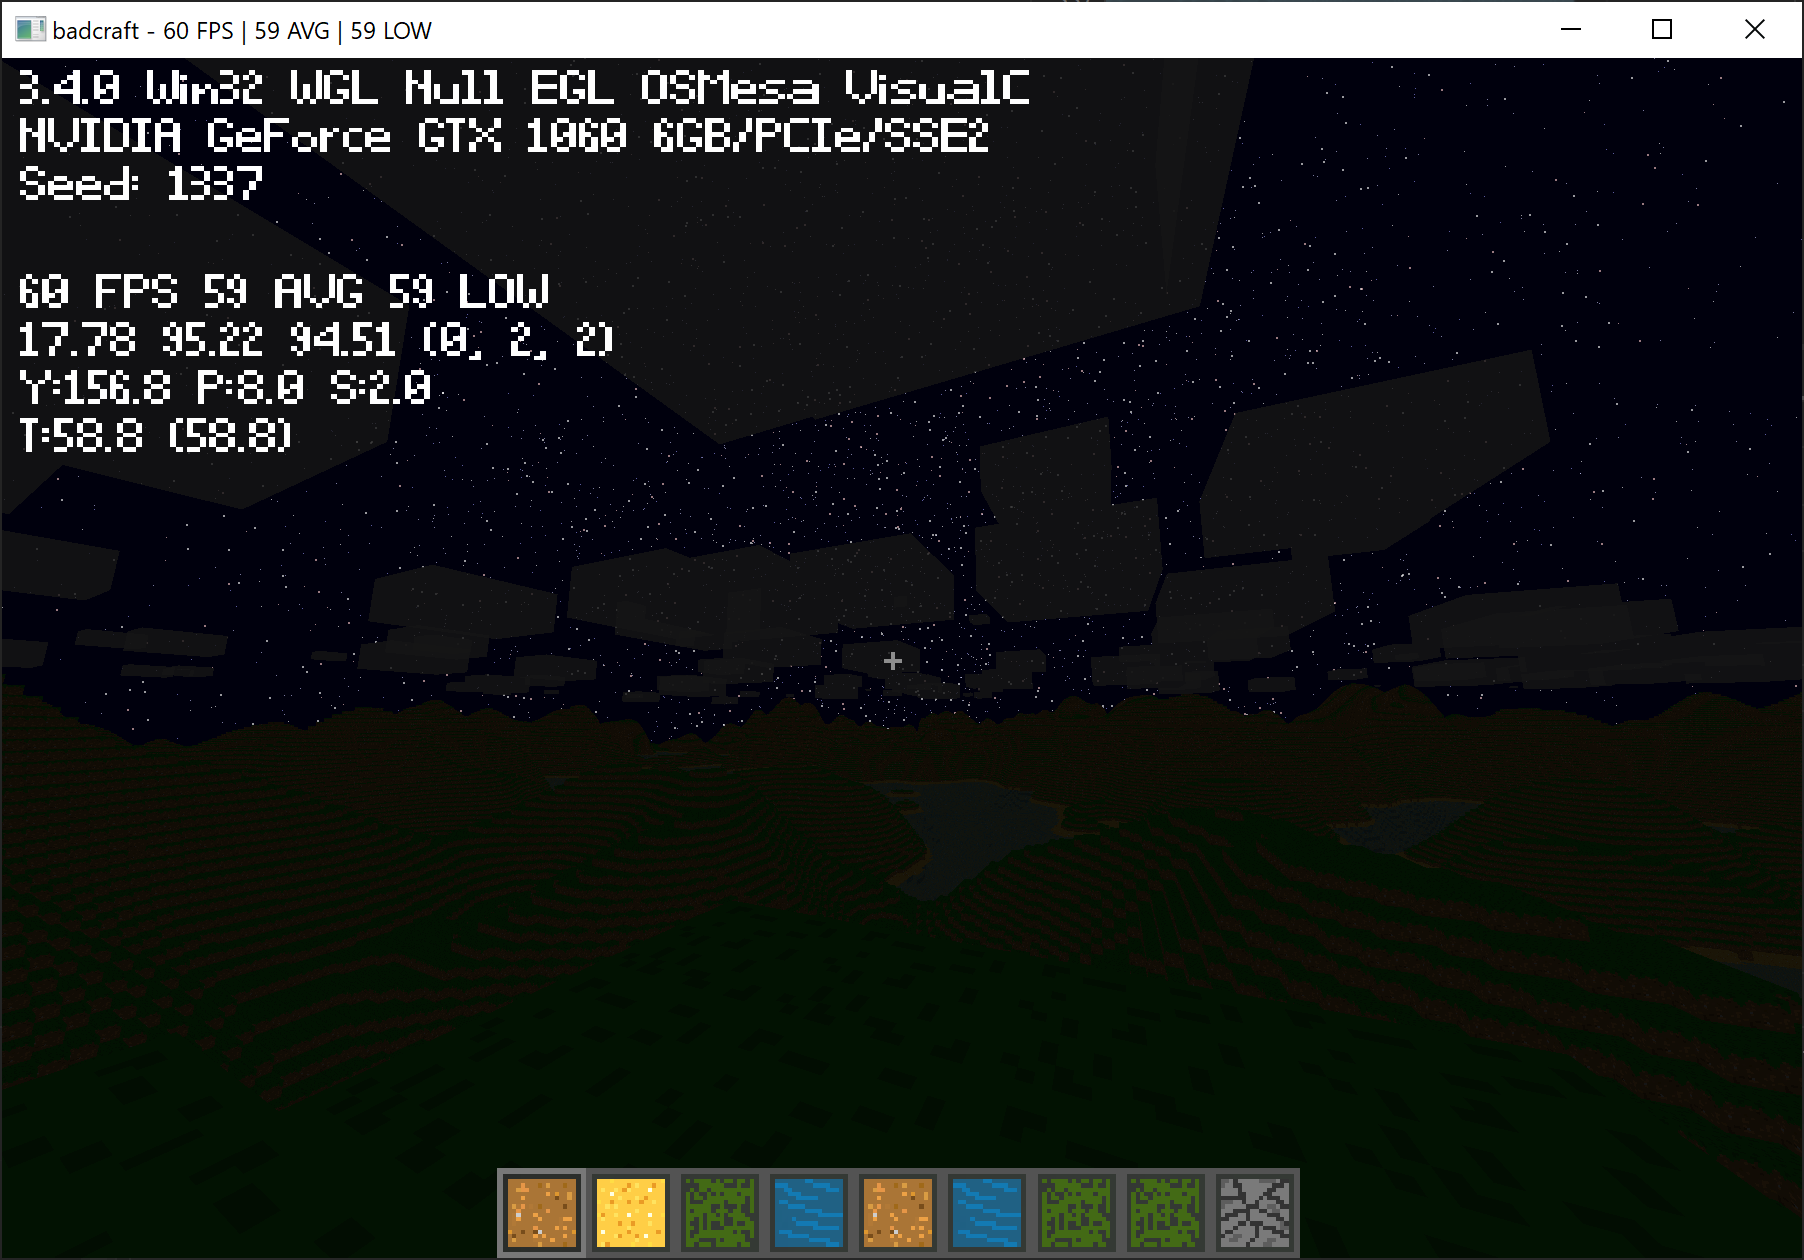 badcraft - 60 FPS | 59 AVG | 59 LOW
3.4.0 Win32 WGL Null EGL OSMesa VisualC
NVIDIA GeForce GTX 1060 6GB/PCIe/SSE2
Seed: 1337
60 FPS 59 AVG 59 LOW
17.78 95.22 94.51 (0, 2, 2)
Y:156.8 P:8.0 S:2.0
T:58.8 (58.8)